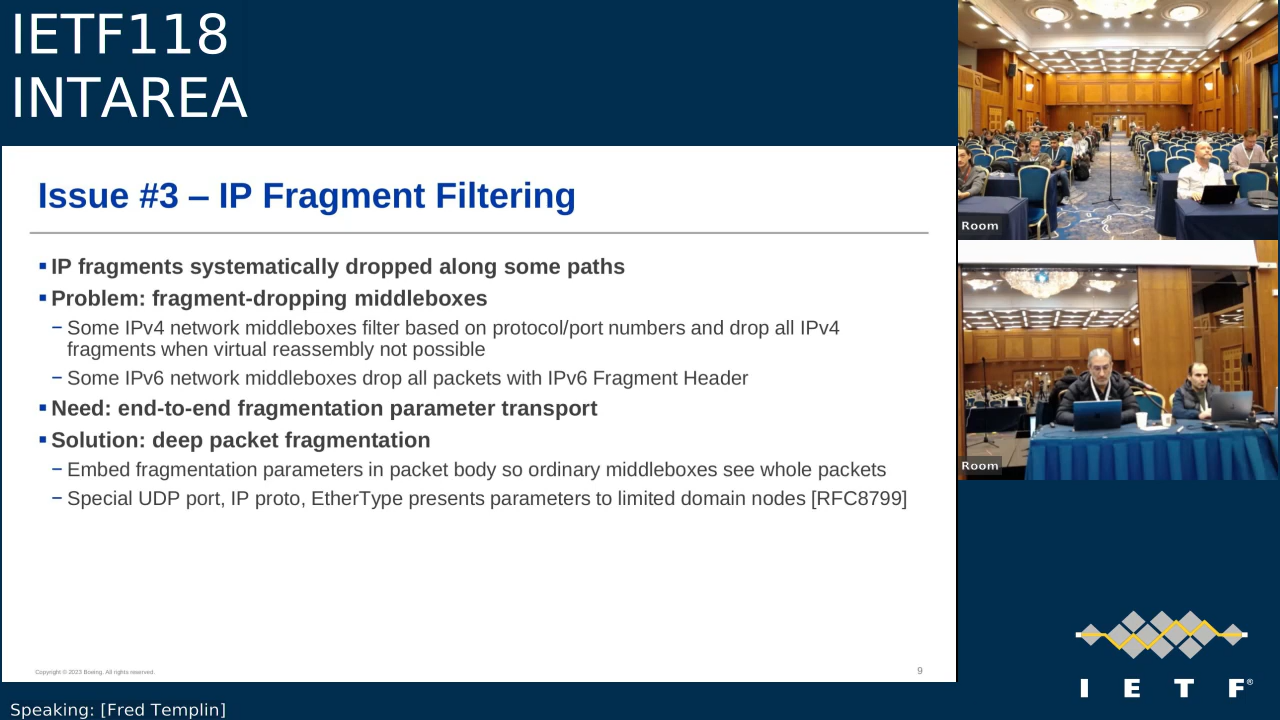 IETF118
INTAREA
Issue #3 – IP Fragment Filtering
▪ IP fragments systematically dropped along some paths
▪ Problem: fragment-dropping middleboxes
– Some IPv4 network middleboxes filter based on protocol/port numbers and drop all IPv4
fragments when virtual reassembly not possible
– Some IPv6 network middleboxes drop all packets with IPv6 Fragment Header
▪ Need: end-to-end fragmentation parameter transport
▪ Solution: deep packet fragmentation
– Embed fragmentation parameters in packet body so ordinary middleboxes see whole packets
– Special UDP port, IP proto, EtherType presents parameters to limited domain nodes [RFC8799]
Copyright © 2023 Boeing. All rights reserved.
9
Room
Room
I E T F®
Speaking: [Fred Templin]